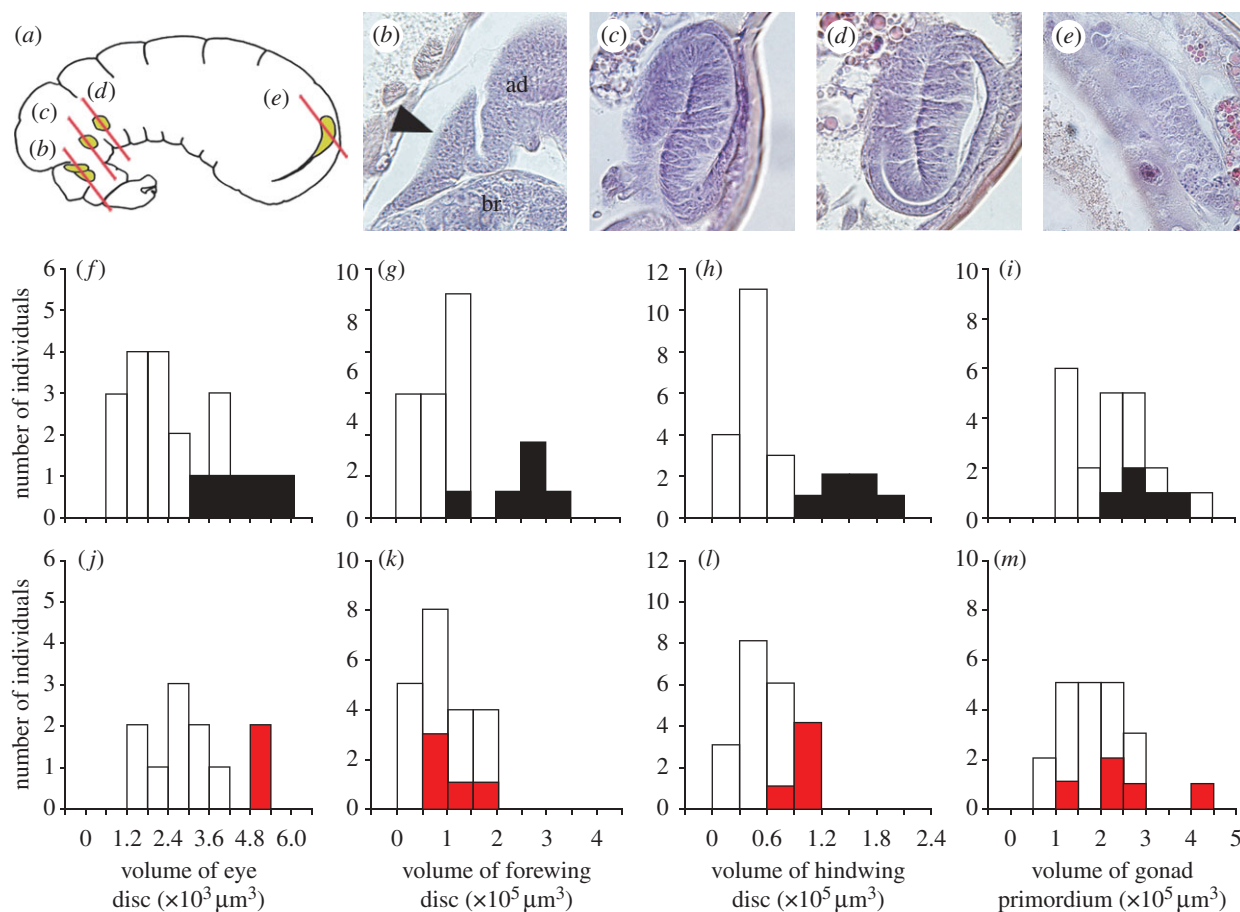 (a)
(c)
(d)
(b)
(e)
(b)
ad
br
(c)
(d)
(e)
number of individuals
6
5
4
3
2
1
0
(f)
10
8
6
4
2
0
(g)
12
10
8
6
4
2
0
(h)
10
8
6
4
2
0
(i)
number of individuals
6
5
4
3
2
1
0
(j)
0 1.2 2.4 3.6 4.8 6.0
volume of eye
disc (×10³ μm³)
10
8
6
4
2
0
(k)
0 1 2 3 4
volume of forewing
disc (×10⁵ μm³)
12
10
8
6
4
2
0
(l)
0 0.6 1.2 1.8 2.4
volume of hindwing
disc (×10⁵ μm³)
10
8
6
4
2
0
(m)
0 1 2 3 4 5
volume of gonad
primordium (×10⁵ μm³)